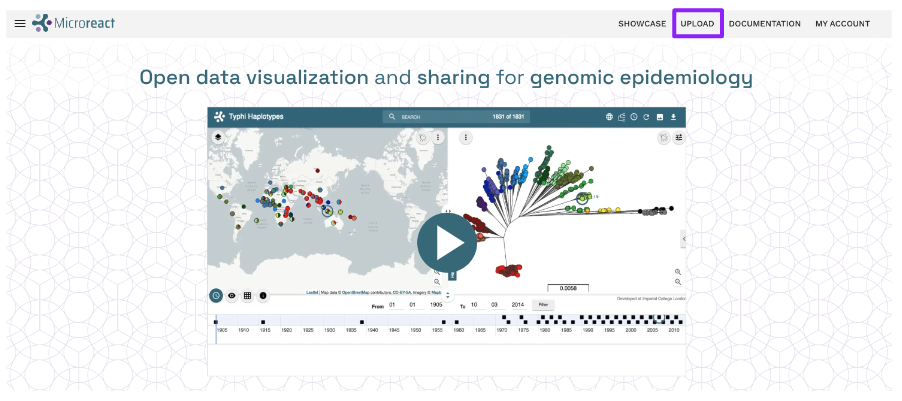 Microreact
SHOWCASE UPLOAD DOCUMENTATION MY ACCOUNT
Open data visualization and sharing for genomic epidemiology
Typhi Haplotypes SEARCH 1831 of 1831
0.0058
Leaflet | Map data © OpenStreetMap contributors, CC-BY-SA, Imagery © Mapb
Developed at Imperial College London
From 01 01 1905 To 10 03 2014 Filter
1905 1910 1915 1920 1925 1930 1935 1940 1945 1950 1955 1960 1965 1970 1975 1980 1985 1990 1995 2000 2005 2010